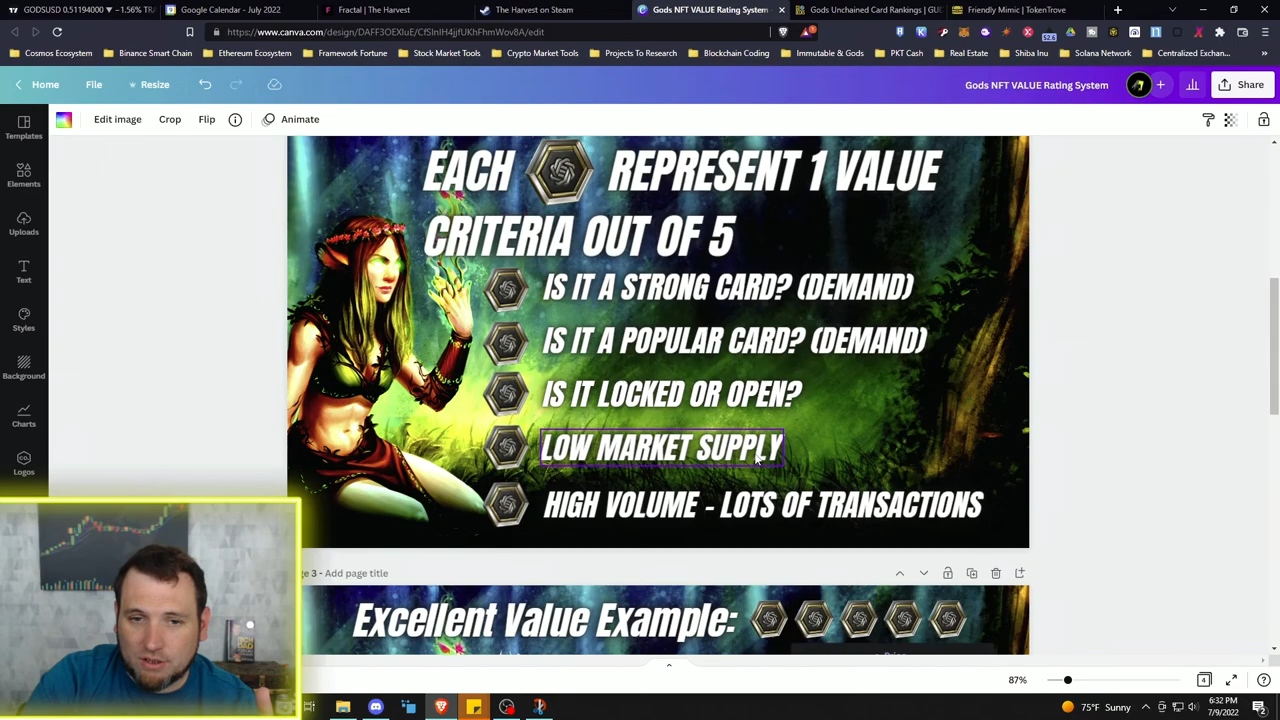 GODSUSD 0.51194000 ▼ −1.56% TRA
Google Calendar - July 2022
Fractal | The Harvest
The Harvest on Steam
Gods NFT VALUE Rating System
Gods Unchained Card Rankings | GU
Friendly Mimic | TokenTrove
https://www.canva.com/design/DAFF3OEXIuE/CfSlnIH4jjfUKhFhmWov8A/edit
52.6
Cosmos Ecosystem
Binance Smart Chain
Ethereum Ecosystem
Framework Fortune
Stock Market Tools
Crypto Market Tools
Projects To Research
Blockchain Coding
Immutable & Gods
PKT Cash
Real Estate
Shiba Inu
Solana Network
Centralized Exchan...
Home
File
Resize
Gods NFT VALUE Rating System
Share
Edit image
Crop
Flip
Animate
Templates
Elements
Uploads
Text
Styles
Background
Charts
Logos
EACH REPRESENT 1 VALUE
CRITERIA OUT OF 5
IS IT A STRONG CARD? (DEMAND)
IS IT A POPULAR CARD? (DEMAND)
IS IT LOCKED OR OPEN?
LOW MARKET SUPPLY
HIGH VOLUME - LOTS OF TRANSACTIONS
3 - Add page title
Excellent Value Example:
87%
4
75°F Sunny
6:32 PM
7/9/2022